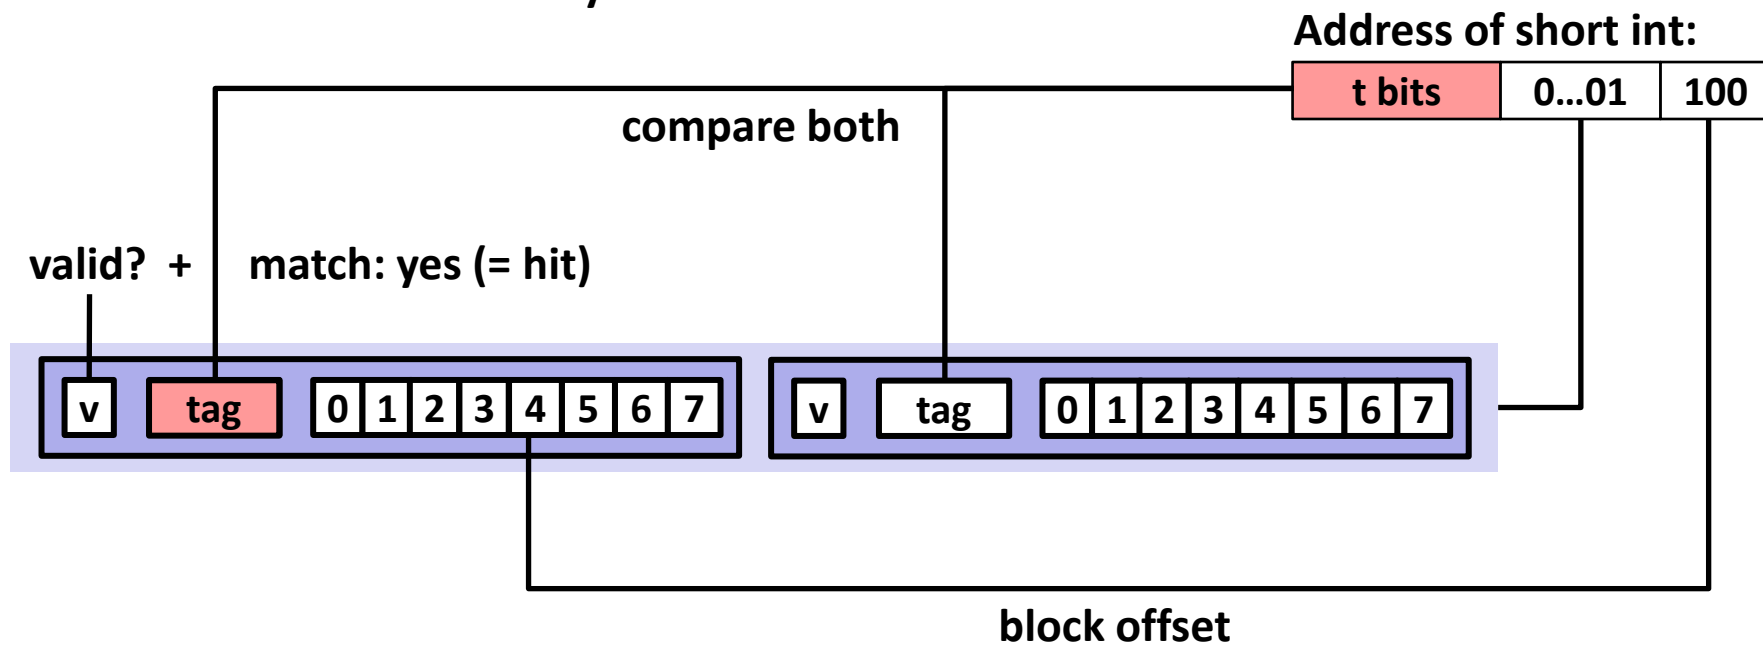 Address of short int:
t bits 0...01 100
compare both
valid? + match: yes (= hit)
v tag 0 1 2 3 4 5 6 7 v tag 0 1 2 3 4 5 6 7
block offset